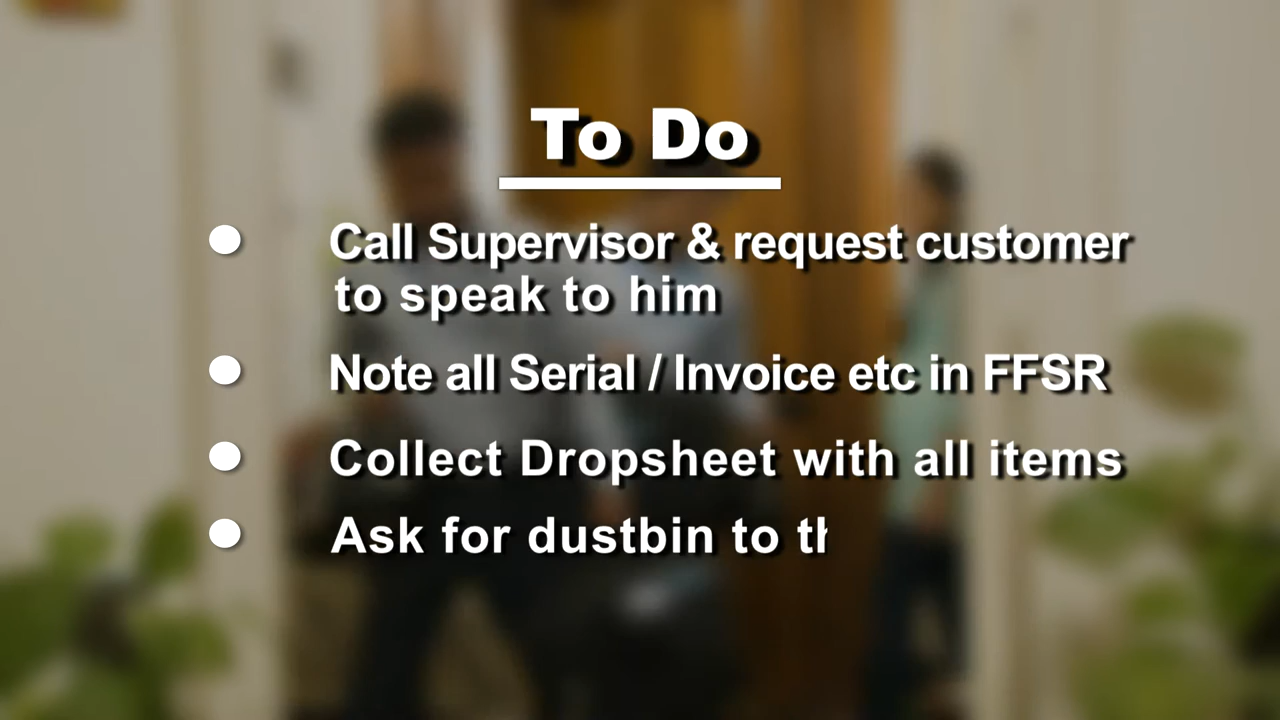 To Do
Call Supervisor & request customer
to speak to him
Note all Serial / Invoice etc in FFSR
Collect Dropsheet with all items
Ask for dustbin to